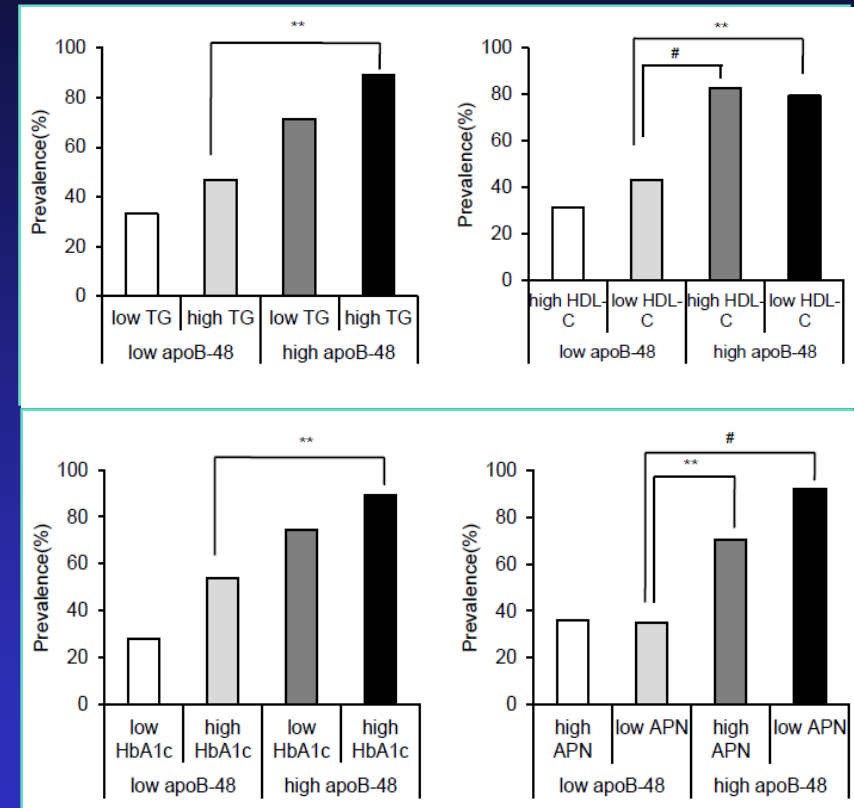 **
100
80
60
40
20
0
Prevalence(%)
low TG
high TG
low TG
high TG
low apoB-48
high apoB-48
**
#
100
80
60
40
20
0
Prevalence(%)
high HDL-
C
low HDL-
C
high HDL-
C
low HDL-
C
low apoB-48
high apoB-48
**
100
80
60
40
20
0
Prevalence(%)
low
HbA1c
high
HbA1c
low
HbA1c
high
HbA1c
low apoB-48
high apoB-48
#
**
100
80
60
40
20
0
Prevalence(%)
high
APN
low APN
high
APN
low APN
low apoB-48
high apoB-48